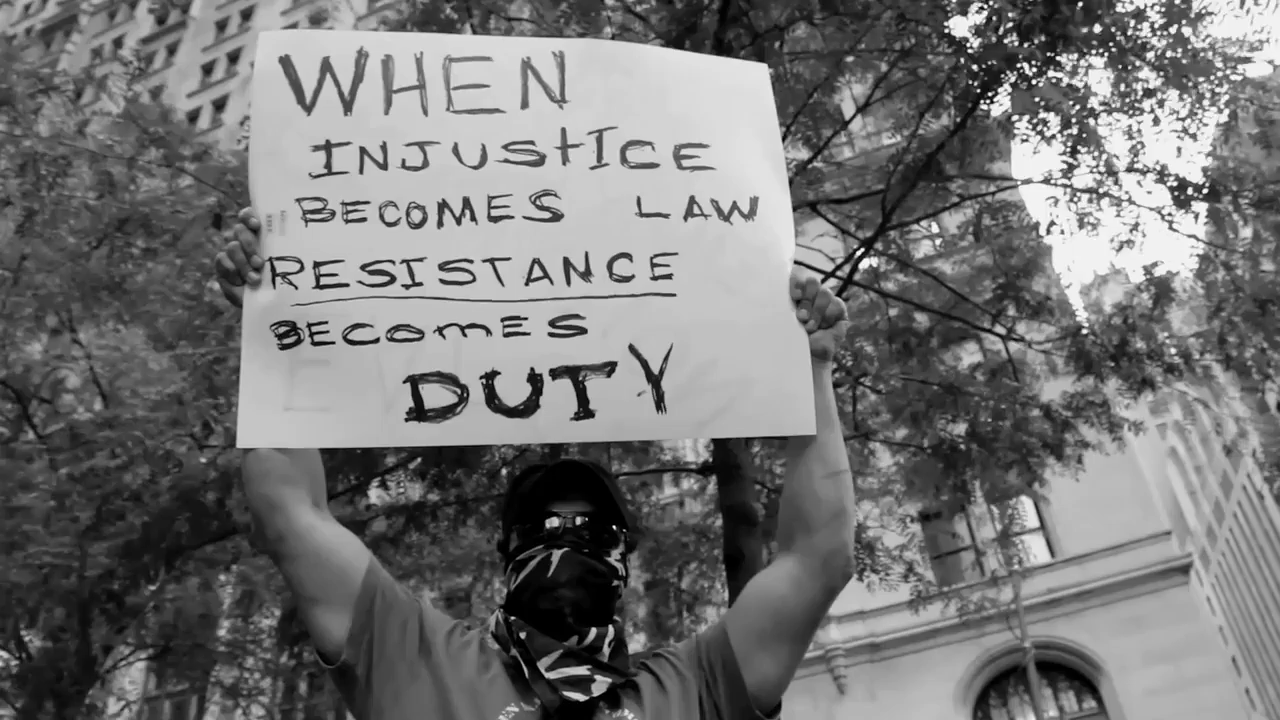 WHEN
INJUSTICE
BECOMES LAW
RESISTANCE
BECOMES
DUTY